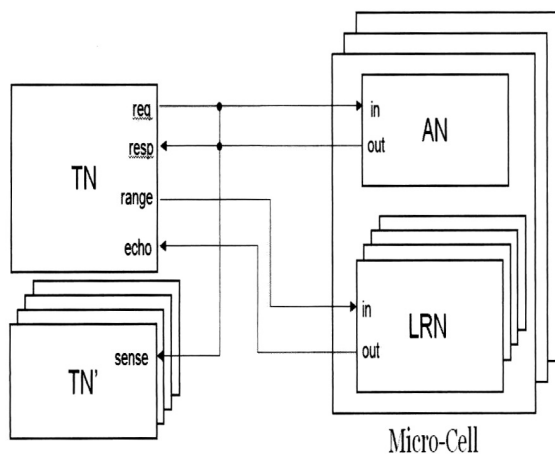 TN
req
resp
range
echo
TN'
sense
in
out
AN
in
out
LRN
Micro-Cell